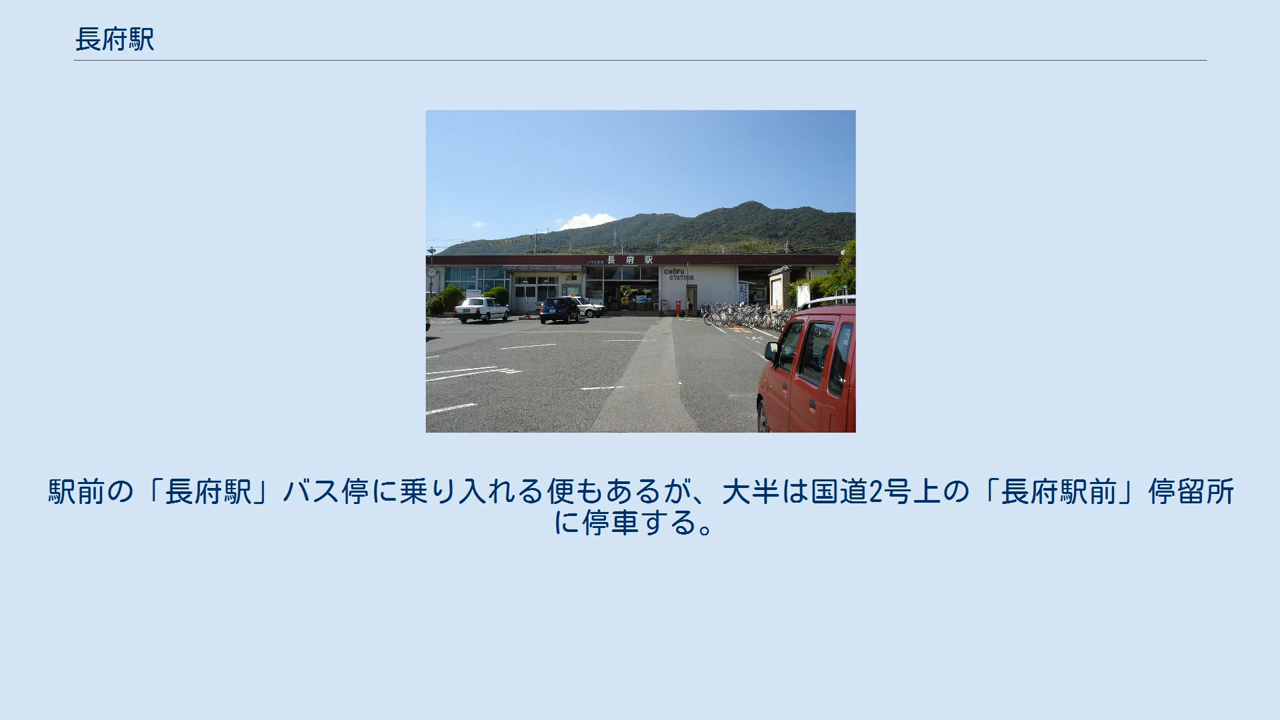 長府駅
長府駅
CHŌFU
STATION
駅前の「長府駅」バス停に乗り入れる便もあるが、大半は国道2号上の「長府駅前」停留所
に停車する。